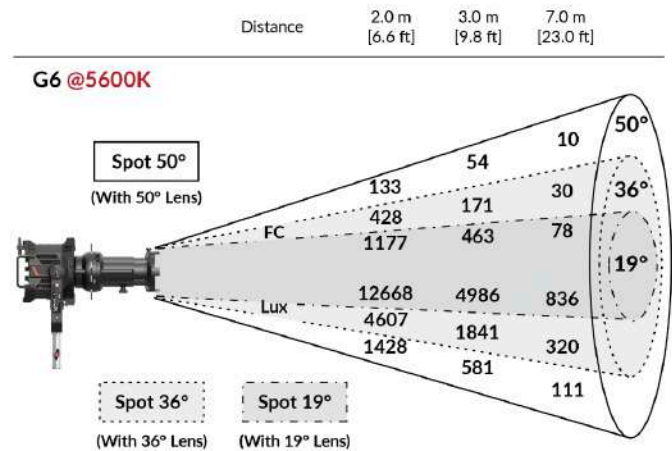 Distance 2.0 m 3.0 m 7.0 m
[6.6 ft] [9.8 ft] [23.0 ft]
G6 @5600K
Spot 50°
(With 50° Lens)
50°
36°
19°
10
54
133
30
171
428
FC
78
463
1177
12668 4986 836
Lux
4607 1841 320
1428 581 111
Spot 36° Spot 19°
(With 36° Lens) (With 19° Lens)